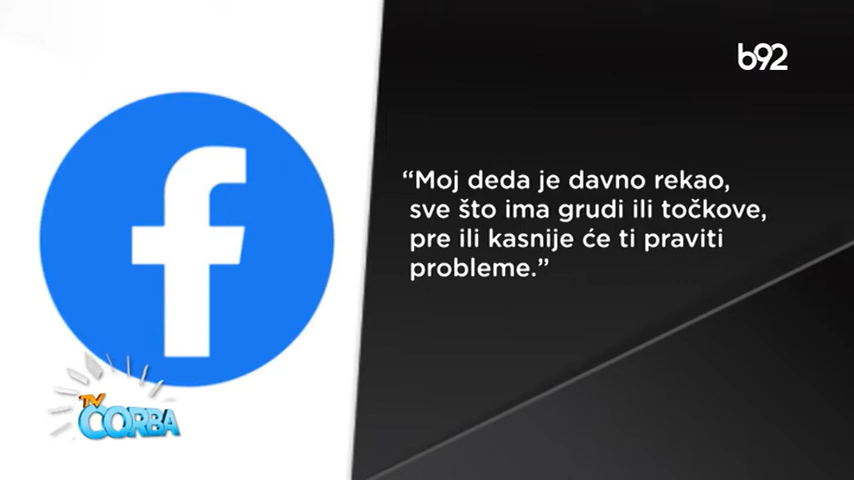 b92
“Moj deda je davno rekao,
sve što ima grudi ili točkove,
pre ili kasnije će ti praviti
probleme.”
TV
ČORBA